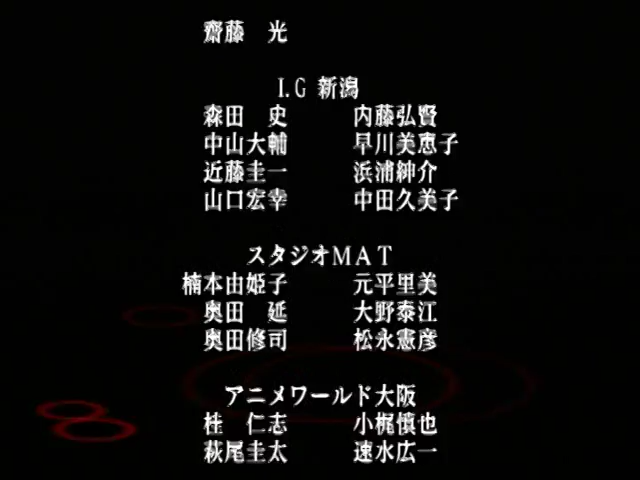 齋藤　光
I.G 新潟
森田　史　内藤弘賢
中山大輔　早川美恵子
近藤圭一　浜浦紳介
山口宏幸　中田久美子
スタジオMAT
楠本由姫子　元平里美
奥田　延　大野泰江
奥田修司　松永憲彦
アニメワールド大阪
桂　仁志　小梶慎也
萩尾圭太　速水広一